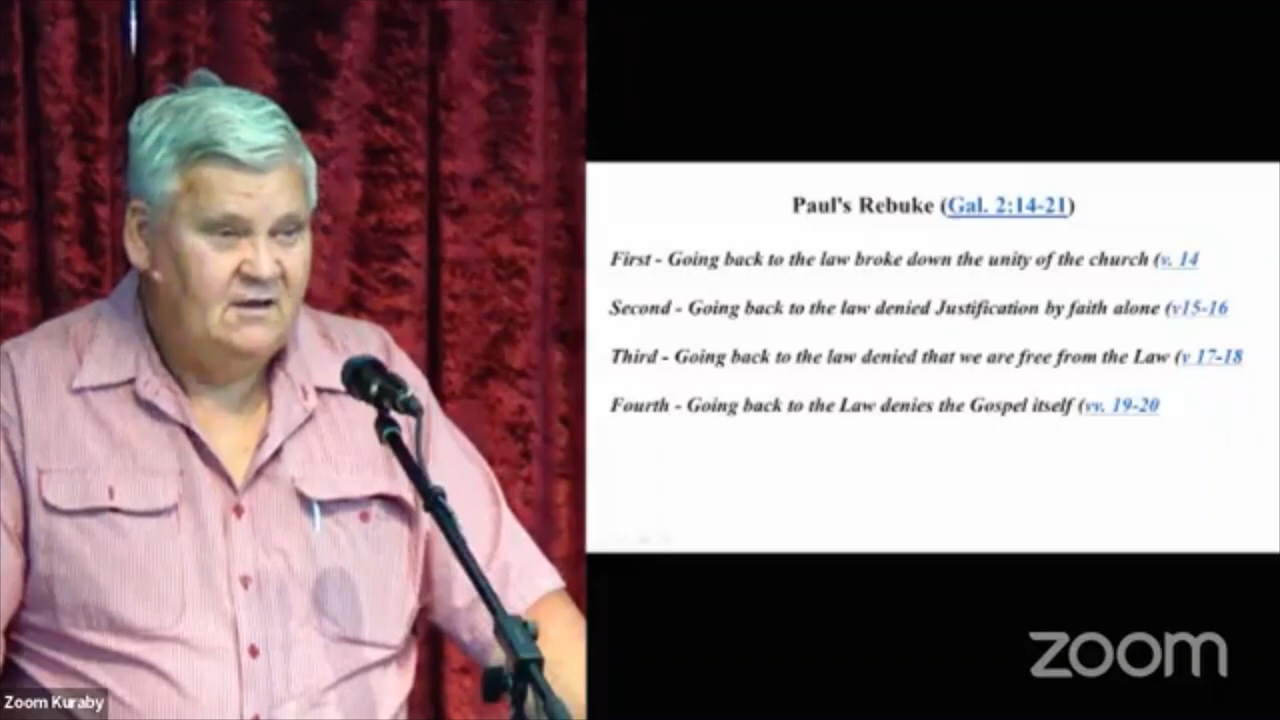 Paul's Rebuke (Gal. 2:14-21)
First - Going back to the law broke down the unity of the church (v. 14
Second - Going back to the law denied Justification by faith alone (v15-16
Third - Going back to the law denied that we are free from the Law (v 17-18
Fourth - Going back to the Law denies the Gospel itself (vv. 19-20
zoom
Zoom Kuraby